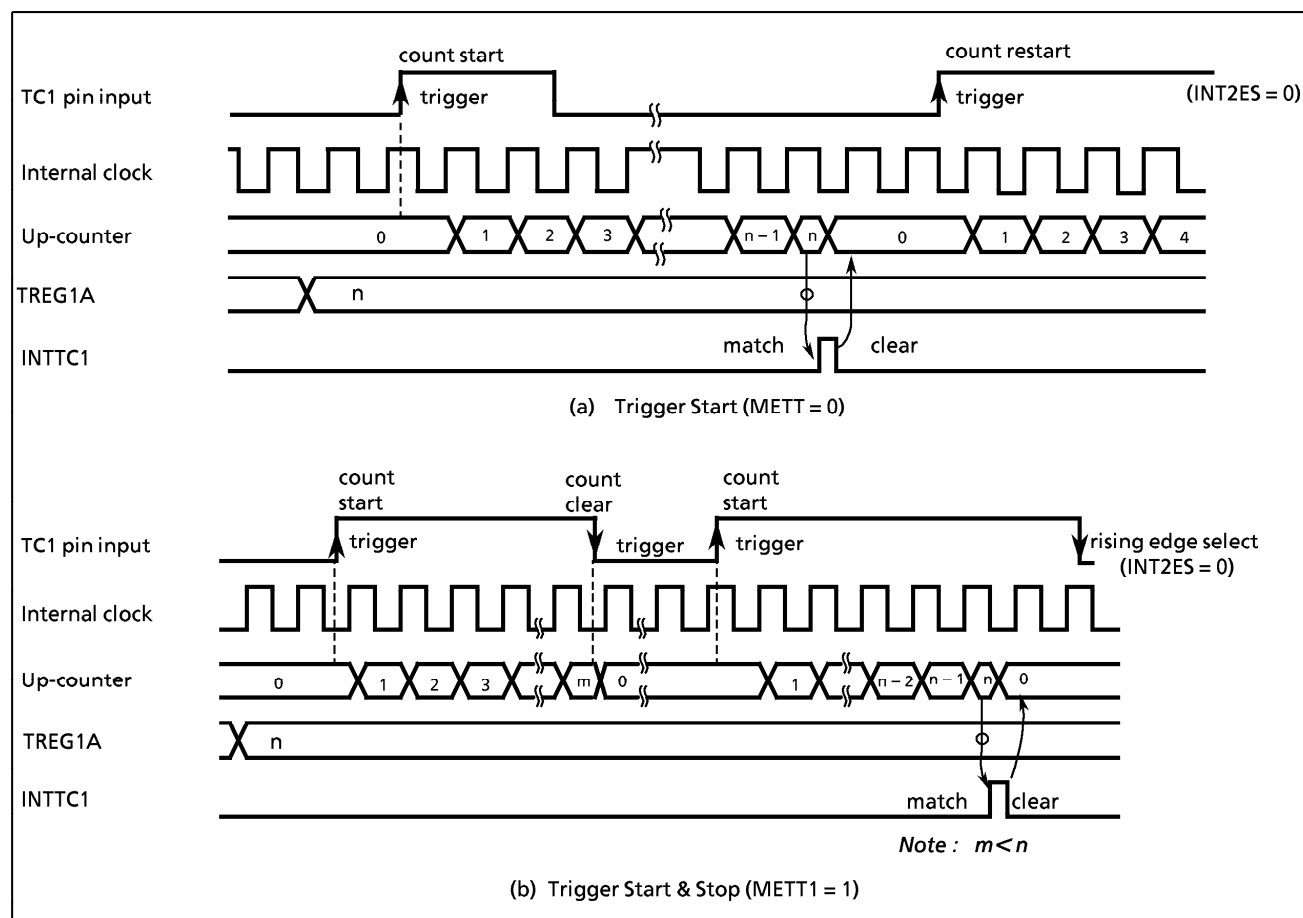 count start
count restart
TC1 pin input
trigger
trigger
(INT2ES = 0)
Internal clock
Up-counter
0
1
2
3
n – 1
n
0
1
2
3
4
TREG1A
n
INTTC1
match
clear
(a) Trigger Start (METT = 0)
count start
count clear
count start
TC1 pin input
trigger
trigger
trigger
rising edge select
(INT2ES = 0)
Internal clock
Up-counter
0
1
2
3
m
0
1
n – 2
n – 1
n
0
TREG1A
n
INTTC1
match
clear
Note : m < n
(b) Trigger Start & Stop (METT1 = 1)